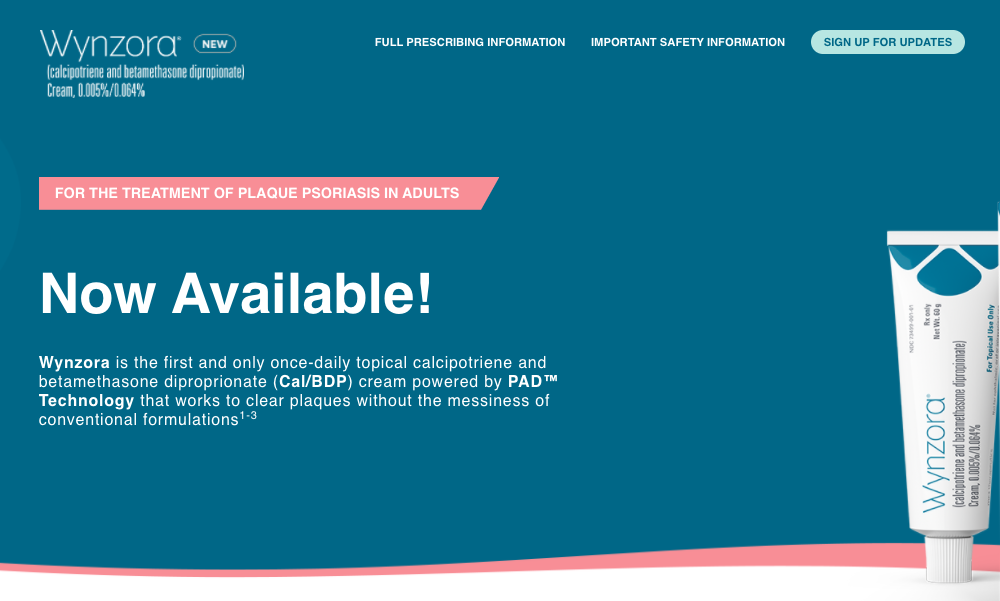 Wynzora® NEW
(calcipotriene and betamethasone dipropionate)
Cream, 0.005%/0.064%
FULL PRESCRIBING INFORMATION
IMPORTANT SAFETY INFORMATION
SIGN UP FOR UPDATES
FOR THE TREATMENT OF PLAQUE PSORIASIS IN ADULTS
Now Available!
Wynzora is the first and only once-daily topical calcipotriene and
betamethasone diproprionate (Cal/BDP) cream powered by PAD™
Technology that works to clear plaques without the messiness of
conventional formulations1-3
Rx only
Net Wt. 60 g
For Topical Use Only
Wynzora®
(calcipotriene and betamethasone dipropionate)
Cream, 0.005%/0.064%